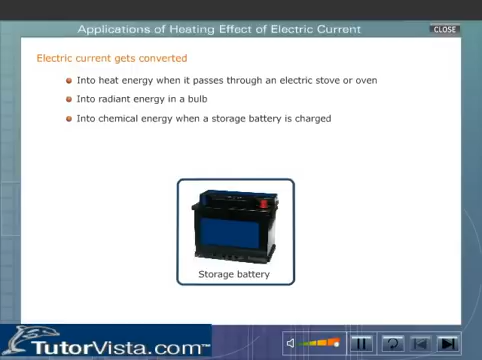 Applications of Heating Effect of Electric Current
CLOSE
Electric current gets converted
Into heat energy when it passes through an electric stove or oven
Into radiant energy in a bulb
Into chemical energy when a storage battery is charged
Storage battery
TutorVista.com™